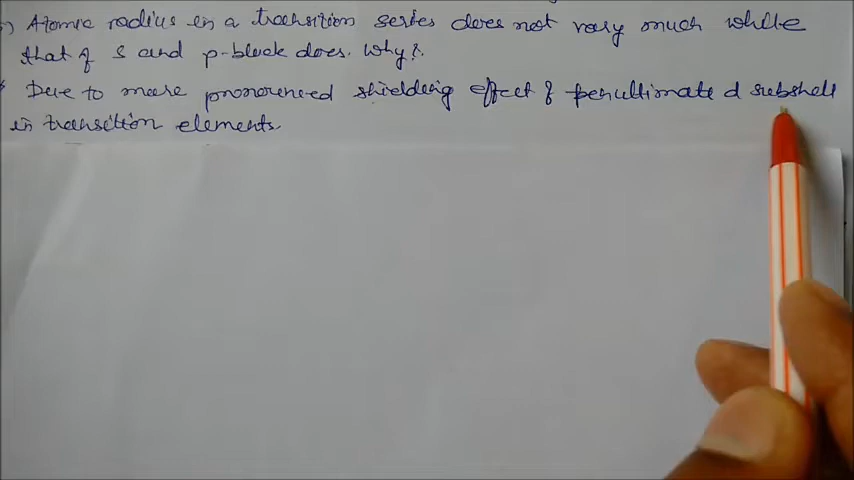 ) Atomic radius in a transition series does not vary much while
that of s and p-block does. Why?
Due to more pronounced shielding effect of penultimate d subshell
in transition elements.